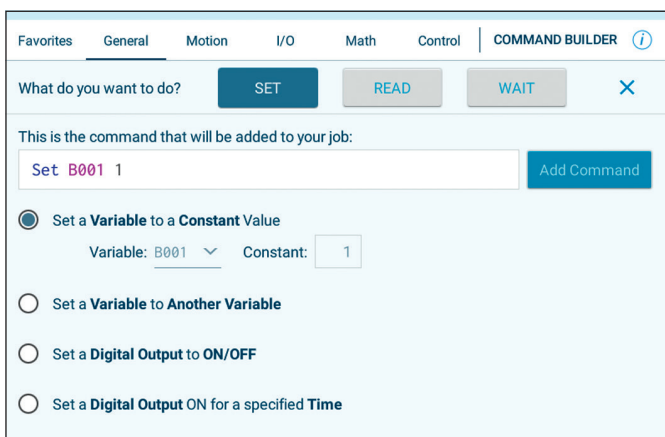 Favorites General Motion I/O Math Control COMMAND BUILDER i
What do you want to do? SET READ WAIT
This is the command that will be added to your job:
Set B001 1 Add Command
Set a Variable to a Constant Value
Variable: B001 Constant: 1
Set a Variable to Another Variable
Set a Digital Output to ON/OFF
Set a Digital Output ON for a specified Time